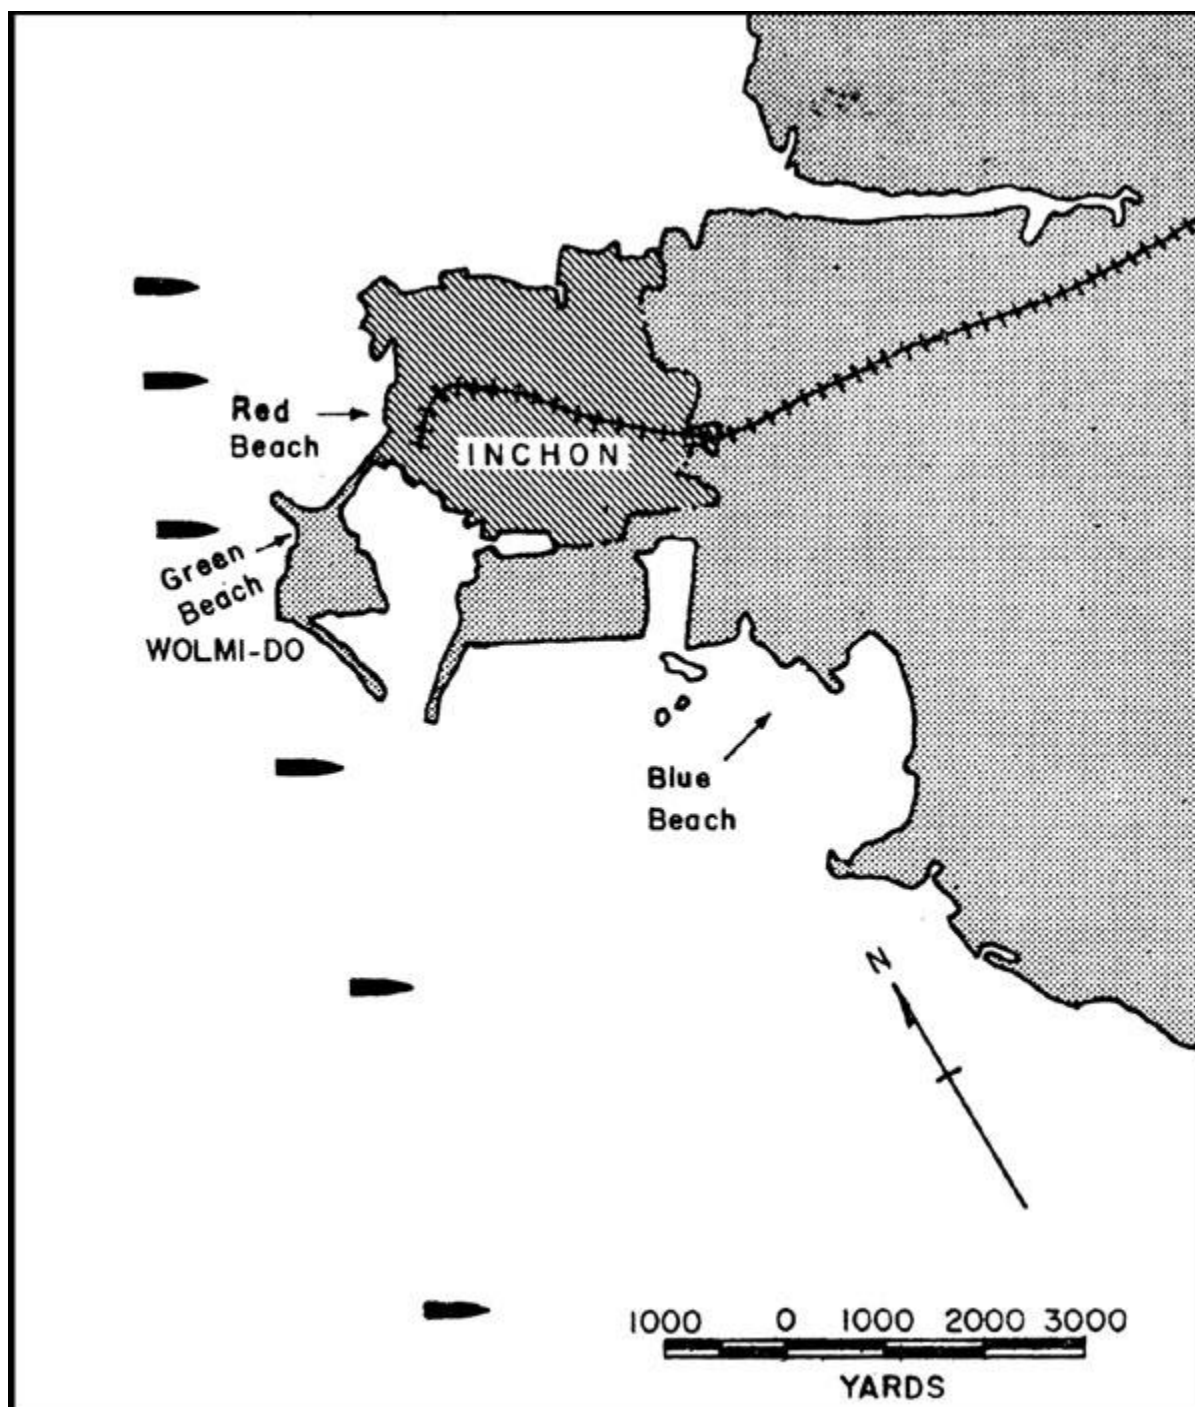 Red
Beach
INCHON
Green
Beach
WOLMI-DO
Blue
Beach
N
1000 0 1000 2000 3000
YARDS